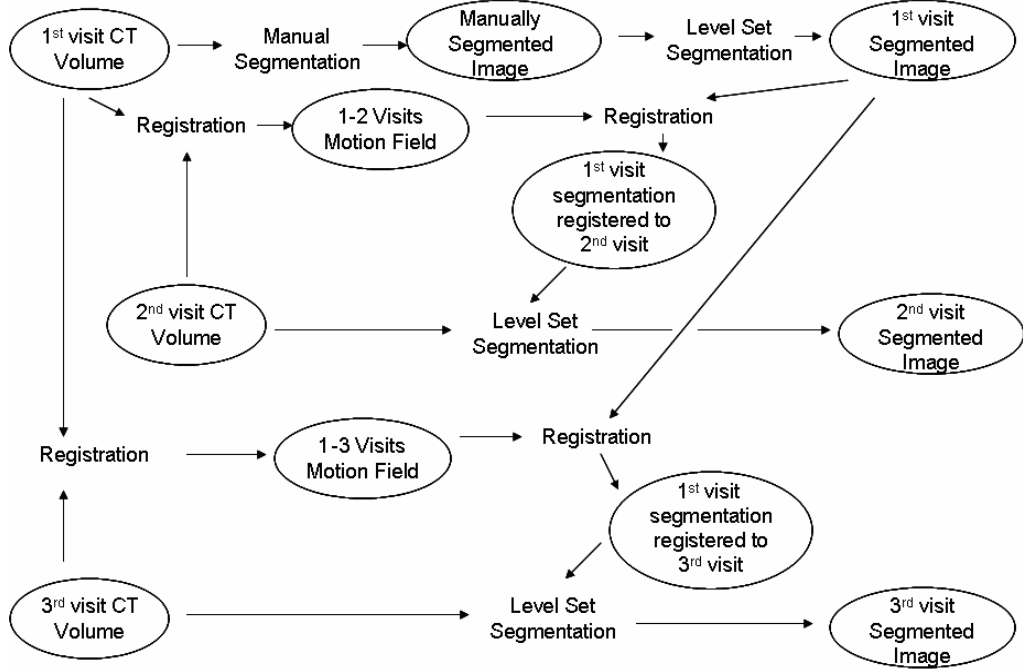 1st visit CT
Volume
Manual
Segmentation
Manually
Segmented
Image
Level Set
Segmentation
1st visit
Segmented
Image
Registration
1-2 Visits
Motion Field
Registration
1st visit
segmentation
registered to
2nd visit
2nd visit CT
Volume
Level Set
Segmentation
2nd visit
Segmented
Image
Registration
1-3 Visits
Motion Field
Registration
1st visit
segmentation
registered to
3rd visit
3rd visit CT
Volume
Level Set
Segmentation
3rd visit
Segmented
Image